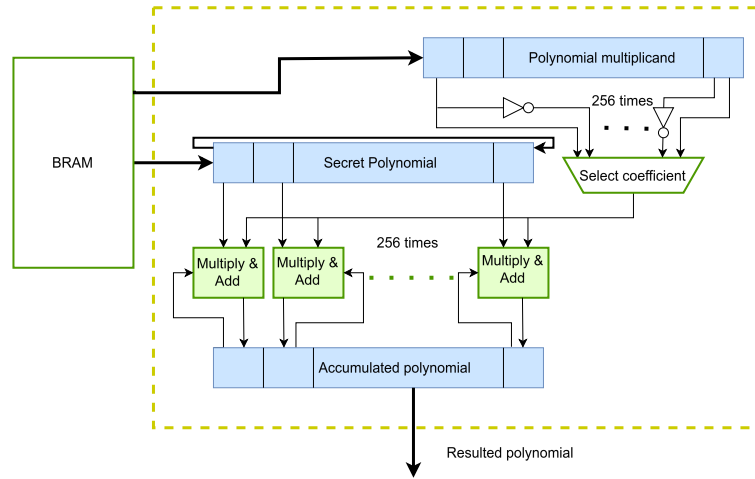 Polynomial multiplicand
256 times
BRAM
Secret Polynomial
Select coefficient
256 times
Multiply &
Add
Multiply &
Add
Multiply &
Add
Accumulated polynomial
Resulted polynomial